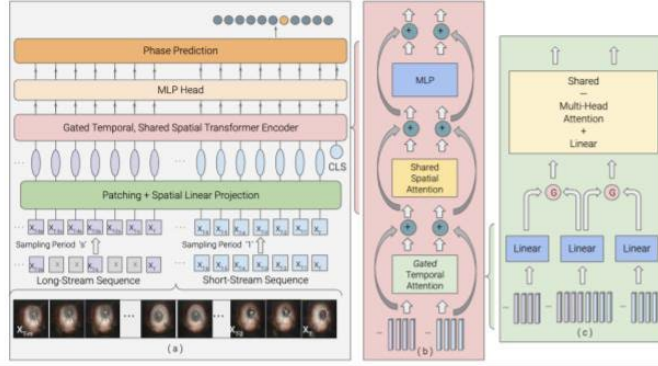 Phase Prediction
MLP Head
Gated Temporal, Shared Spatial Transformer Encoder
CLS
Patching + Spatial Linear Projection
Sampling Period 's'
Sampling Period '1'
Long-Stream Sequence
Short-Stream Sequence
(a)
MLP
Shared
Spatial
Attention
Gated
Temporal
Attention
(b)
Shared
Multi-Head
Attention
+
Linear
G
G
Linear
Linear
Linear
(c)